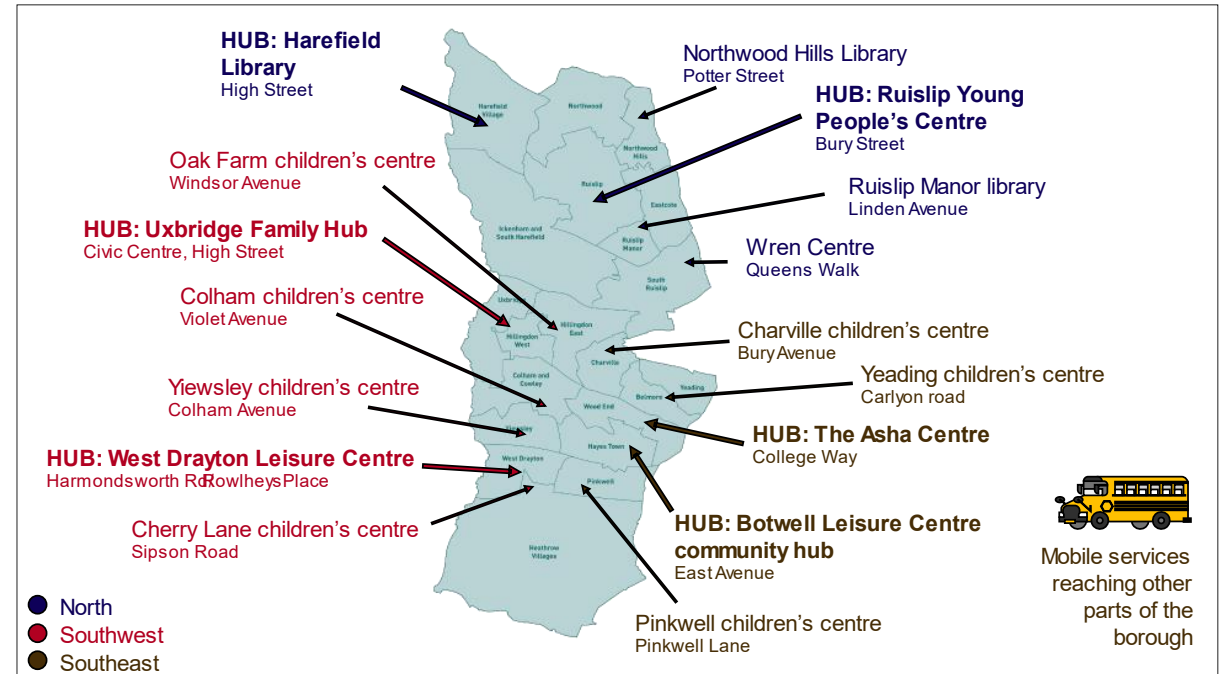 HUB: Harefield
Library
High Street
Northwood Hills Library
Potter Street
HUB: Ruislip Young
People's Centre
Bury Street
Oak Farm children's centre
Windsor Avenue
Ruislip Manor library
Linden Avenue
HUB: Uxbridge Family Hub
Civic Centre, High Street
Wren Centre
Queens Walk
Colham children's centre
Violet Avenue
Charville children's centre
Bury Avenue
Yeading children's centre
Carlyon road
Yiewsley children's centre
Colham Avenue
HUB: The Asha Centre
College Way
HUB: West Drayton Leisure Centre
Harmondsworth Rd Rowlheys Place
Cherry Lane children's centre
Sipson Road
HUB: Botwell Leisure Centre
community hub
East Avenue
Pinkwell children's centre
Pinkwell Lane
Mobile services
reaching other
parts of the
borough
North
Southwest
Southeast
Harefield
Village
Northwood
Northwood
Hills
Ruislip
Eastcote
Ickenham and
South Harefield
Ruislip
Manor
South
Ruislip
Uxbridge
Hillingdon
East
Hillingdon
West
Charville
Colham and
Cowley
Yeading
Belmore
Wood End
Yiewsley
Hayes Town
West Drayton
Pinkwell
Heathrow
Villages